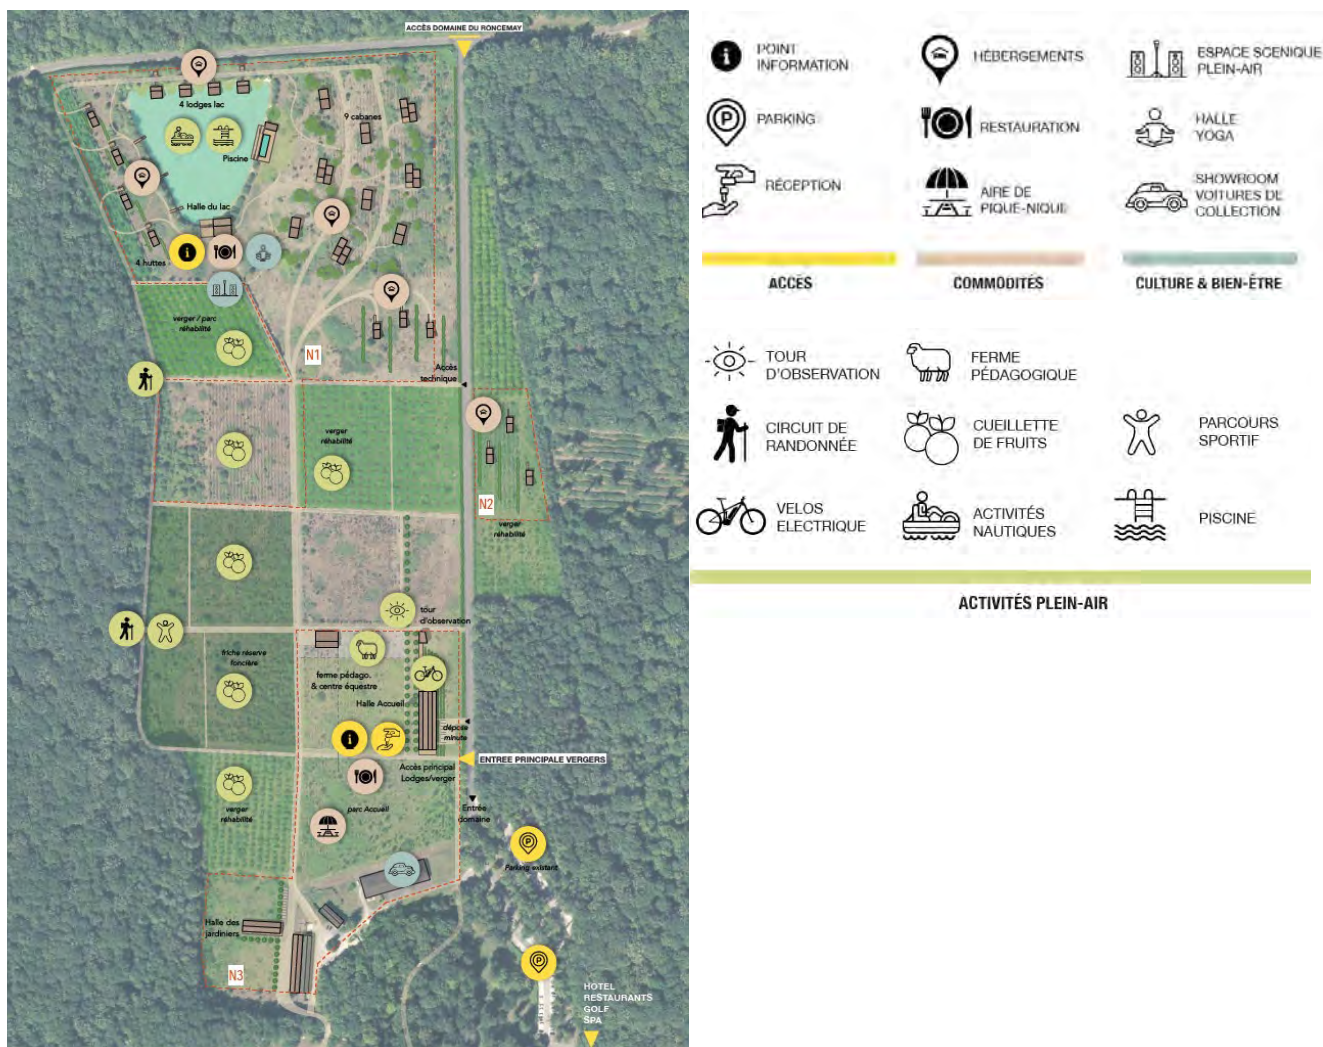 ACCÈS DOMAINE DU RONCEMAY
4 lodges lac
9 cabanes
Piscine
Halle du lac
4 huttes
verger / parc
réhabilité
N1
Accès
technique
verger
réhabilité
N2
verger
réhabilité
tour
d'observation
friche réserve
foncière
ferme pédago.
& centre équestre
Halle Accueil
dépose
minute
ENTREE PRINCIPALE VERGERS
Accès principal
Lodges/verger
parc Accueil
Entrée
domaine
verger
réhabilité
Parking existant
Halle des
jardiniers
N3
HOTEL
RESTAURANTS
GOLF
SPA
POINT
INFORMATION
HÉBERGEMENTS
ESPACE SCENIQUE
PLEIN-AIR
PARKING
RESTAURATION
HALLE
YOGA
RÉCEPTION
AIRE DE
PIQUE-NIQUE
SHOWROOM
VOITURES DE
COLLECTION
ACCÈS
COMMODITÉS
CULTURE & BIEN-ÊTRE
TOUR
D'OBSERVATION
FERME
PÉDAGOGIQUE
CIRCUIT DE
RANDONNÉE
CUEILLETTE
DE FRUITS
PARCOURS
SPORTIF
VELOS
ELECTRIQUE
ACTIVITÉS
NAUTIQUES
PISCINE
ACTIVITÉS PLEIN-AIR